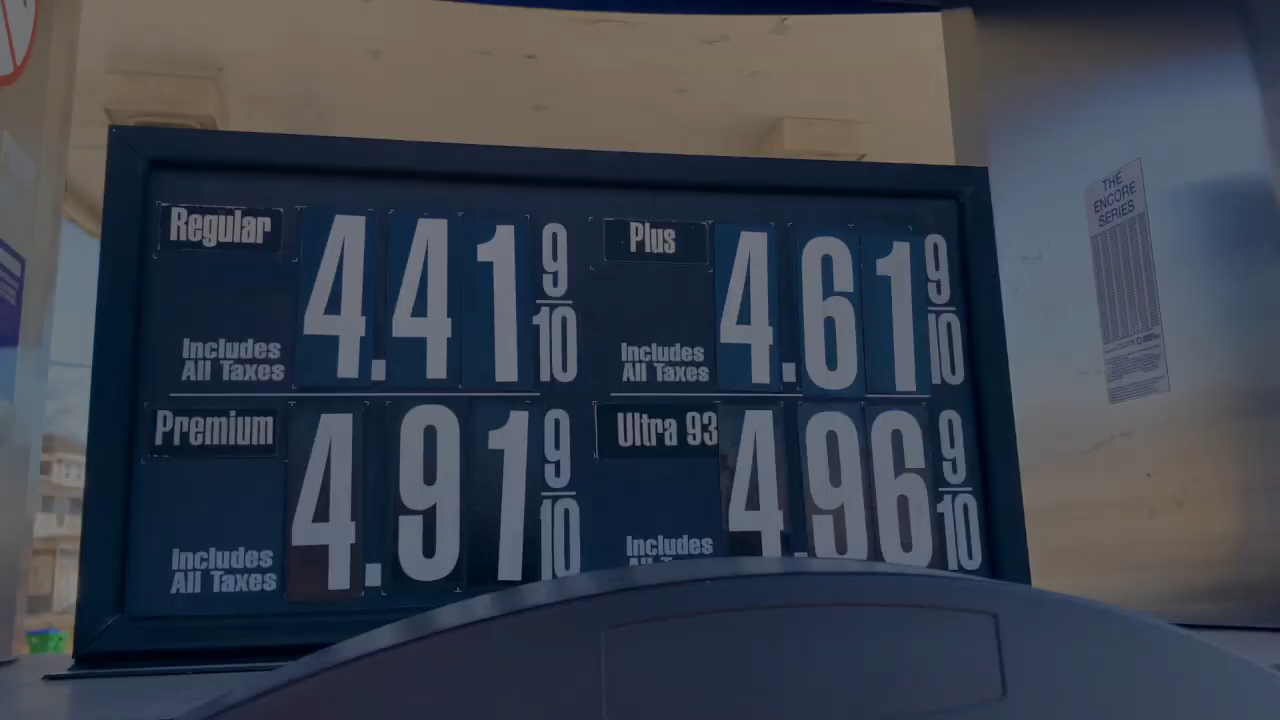 Regular
4.41 9/10
Includes
All Taxes
Plus
4.61 9/10
Includes
All Taxes
Premium
4.91 9/10
Includes
All Taxes
Ultra 93
4.96 9/10
Includes
THE
ENCORE
SERIES